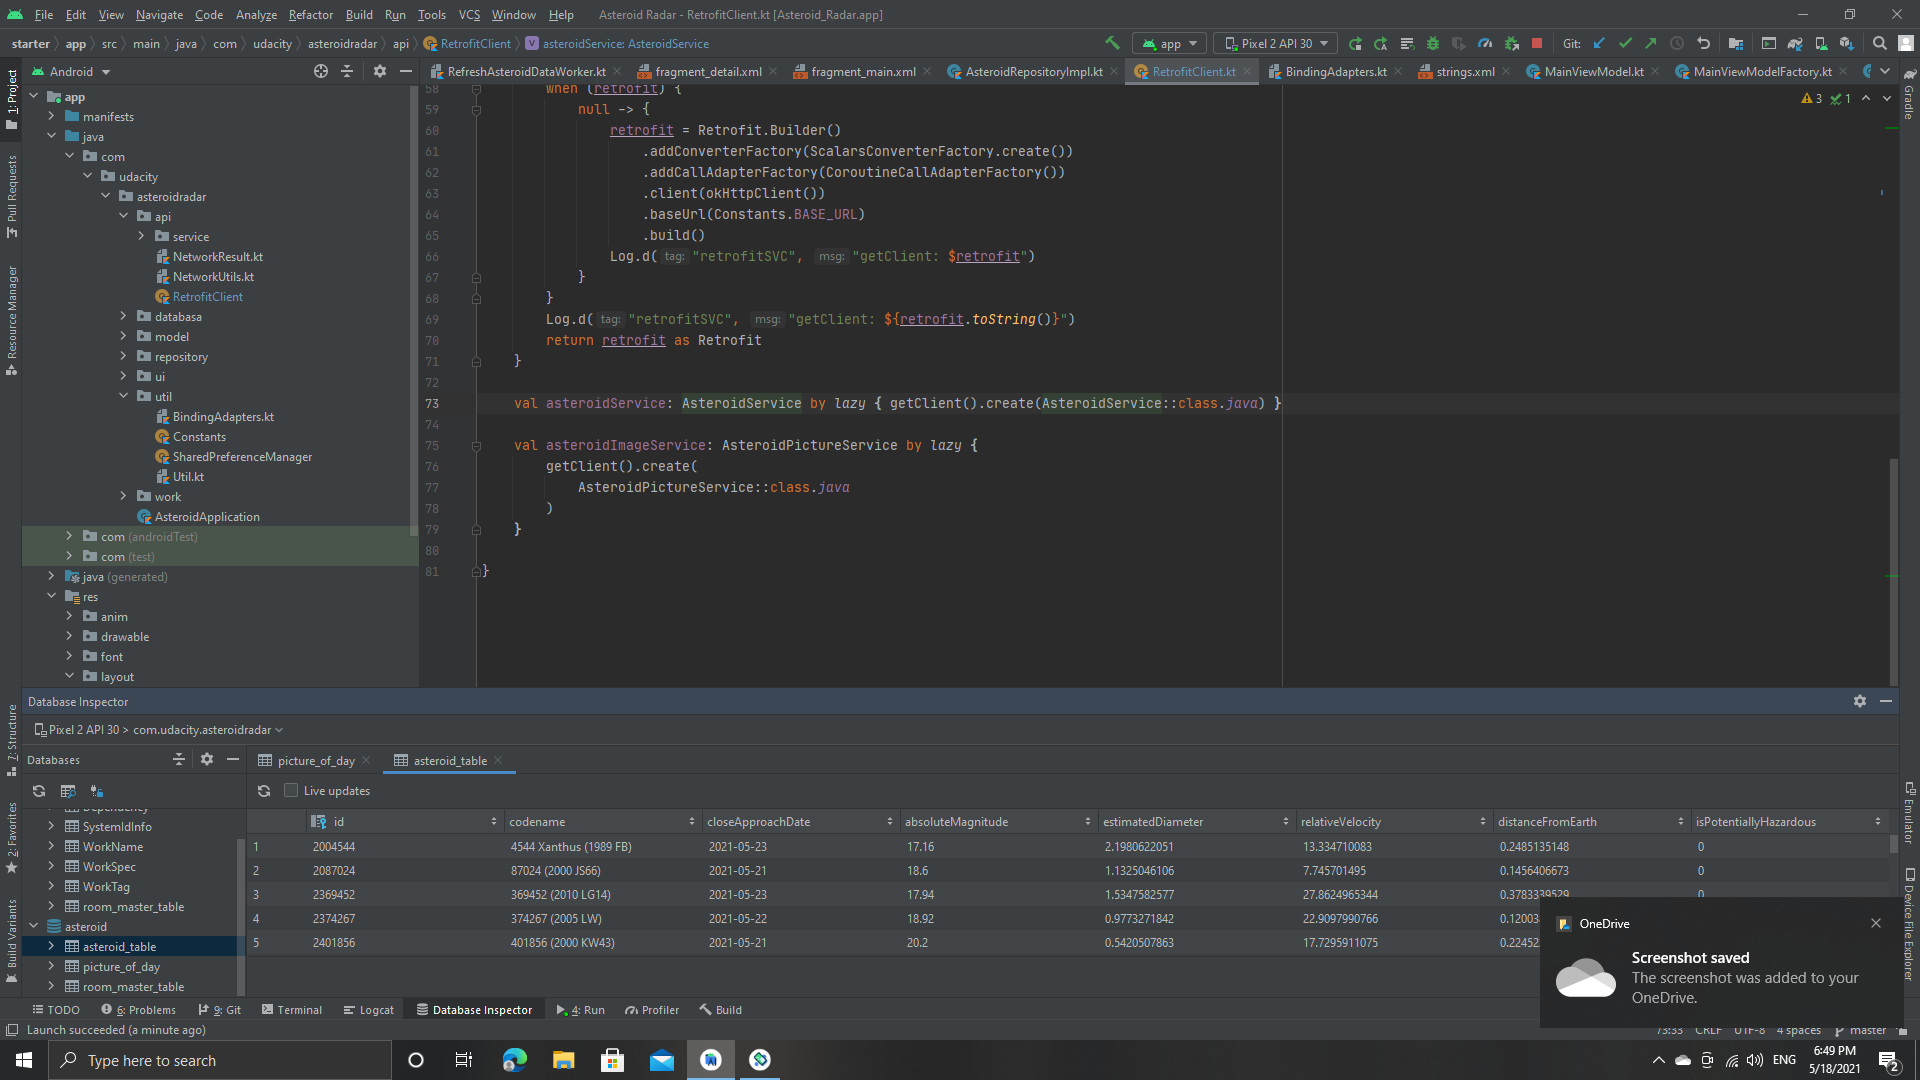 File Edit View Navigate Code Analyze Refactor Build Run Tools VCS Window Help Asteroid Radar - RetrofitClient.kt [Asteroid_Radar.app]
starter app src main java com udacity asteroidradar api RetrofitClient asteroidService: AsteroidService app Pixel 2 API 30 Git:
Android RefreshAsteroidDataWorker.kt fragment_detail.xml fragment_main.xml AsteroidRepositoryImpl.kt RetrofitClient.kt BindingAdapters.kt strings.xml MainViewModel.kt MainViewModelFactory.kt
1: Project
Pull Requests
Resource Manager
7: Structure
2: Favorites
Build Variants
app
manifests
java
com
udacity
asteroidradar
api
service
NetworkResult.kt
NetworkUtils.kt
RetrofitClient
databasa
model
repository
ui
util
BindingAdapters.kt
Constants
SharedPreferenceManager
Util.kt
work
AsteroidApplication
com (androidTest)
com (test)
java (generated)
res
anim
drawable
font
layout
3 1
58 when (retrofit) {
59 null -> {
60 retrofit = Retrofit.Builder()
61 .addConverterFactory(ScalarsConverterFactory.create())
62 .addCallAdapterFactory(CoroutineCallAdapterFactory())
63 .client(okHttpClient())
64 .baseUrl(Constants.BASE_URL)
65 .build()
66 Log.d( tag: "retrofitSVC", msg: "getClient: $retrofit")
67 }
68 }
69 Log.d( tag: "retrofitSVC", msg: "getClient: ${retrofit.toString()}")
70 return retrofit as Retrofit
71 }
72
73 val asteroidService: AsteroidService by lazy { getClient().create(AsteroidService::class.java) }
74
75 val asteroidImageService: AsteroidPictureService by lazy {
76 getClient().create(
77 AsteroidPictureService::class.java
78 )
79 }
80
81 }
Gradle
Emulator
Device File Explorer
Database Inspector
Pixel 2 API 30 > com.udacity.asteroidradar
Databases picture_of_day asteroid_table
Live updates
Dependency
SystemIdInfo
WorkName
WorkSpec
WorkTag
room_master_table
asteroid
asteroid_table
picture_of_day
room_master_table
id codename closeApproachDate absoluteMagnitude estimatedDiameter relativeVelocity distanceFromEarth isPotentiallyHazardous
1 2004544 4544 Xanthus (1989 FB) 2021-05-23 17.16 2.1980622051 13.334710083 0.2485135148 0
2 2087024 87024 (2000 JS66) 2021-05-21 18.6 1.1325046106 7.745701495 0.1456406673 0
3 2369452 369452 (2010 LG14) 2021-05-23 17.94 1.5347582577 27.8624965344 0.3783339529 0
4 2374267 374267 (2005 LW) 2021-05-22 18.92 0.9773271842 22.9097990766 0.12003
5 2401856 401856 (2000 KW43) 2021-05-21 20.2 0.5420507863 17.7295911075 0.22452
OneDrive
Screenshot saved
The screenshot was added to your
OneDrive.
TODO 6: Problems 9: Git Terminal Logcat Database Inspector 4: Run Profiler Build
Launch succeeded (a minute ago) 73:33 CRLF UTF-8 4 spaces master
Type here to search
ENG
6:49 PM
5/18/2021
2